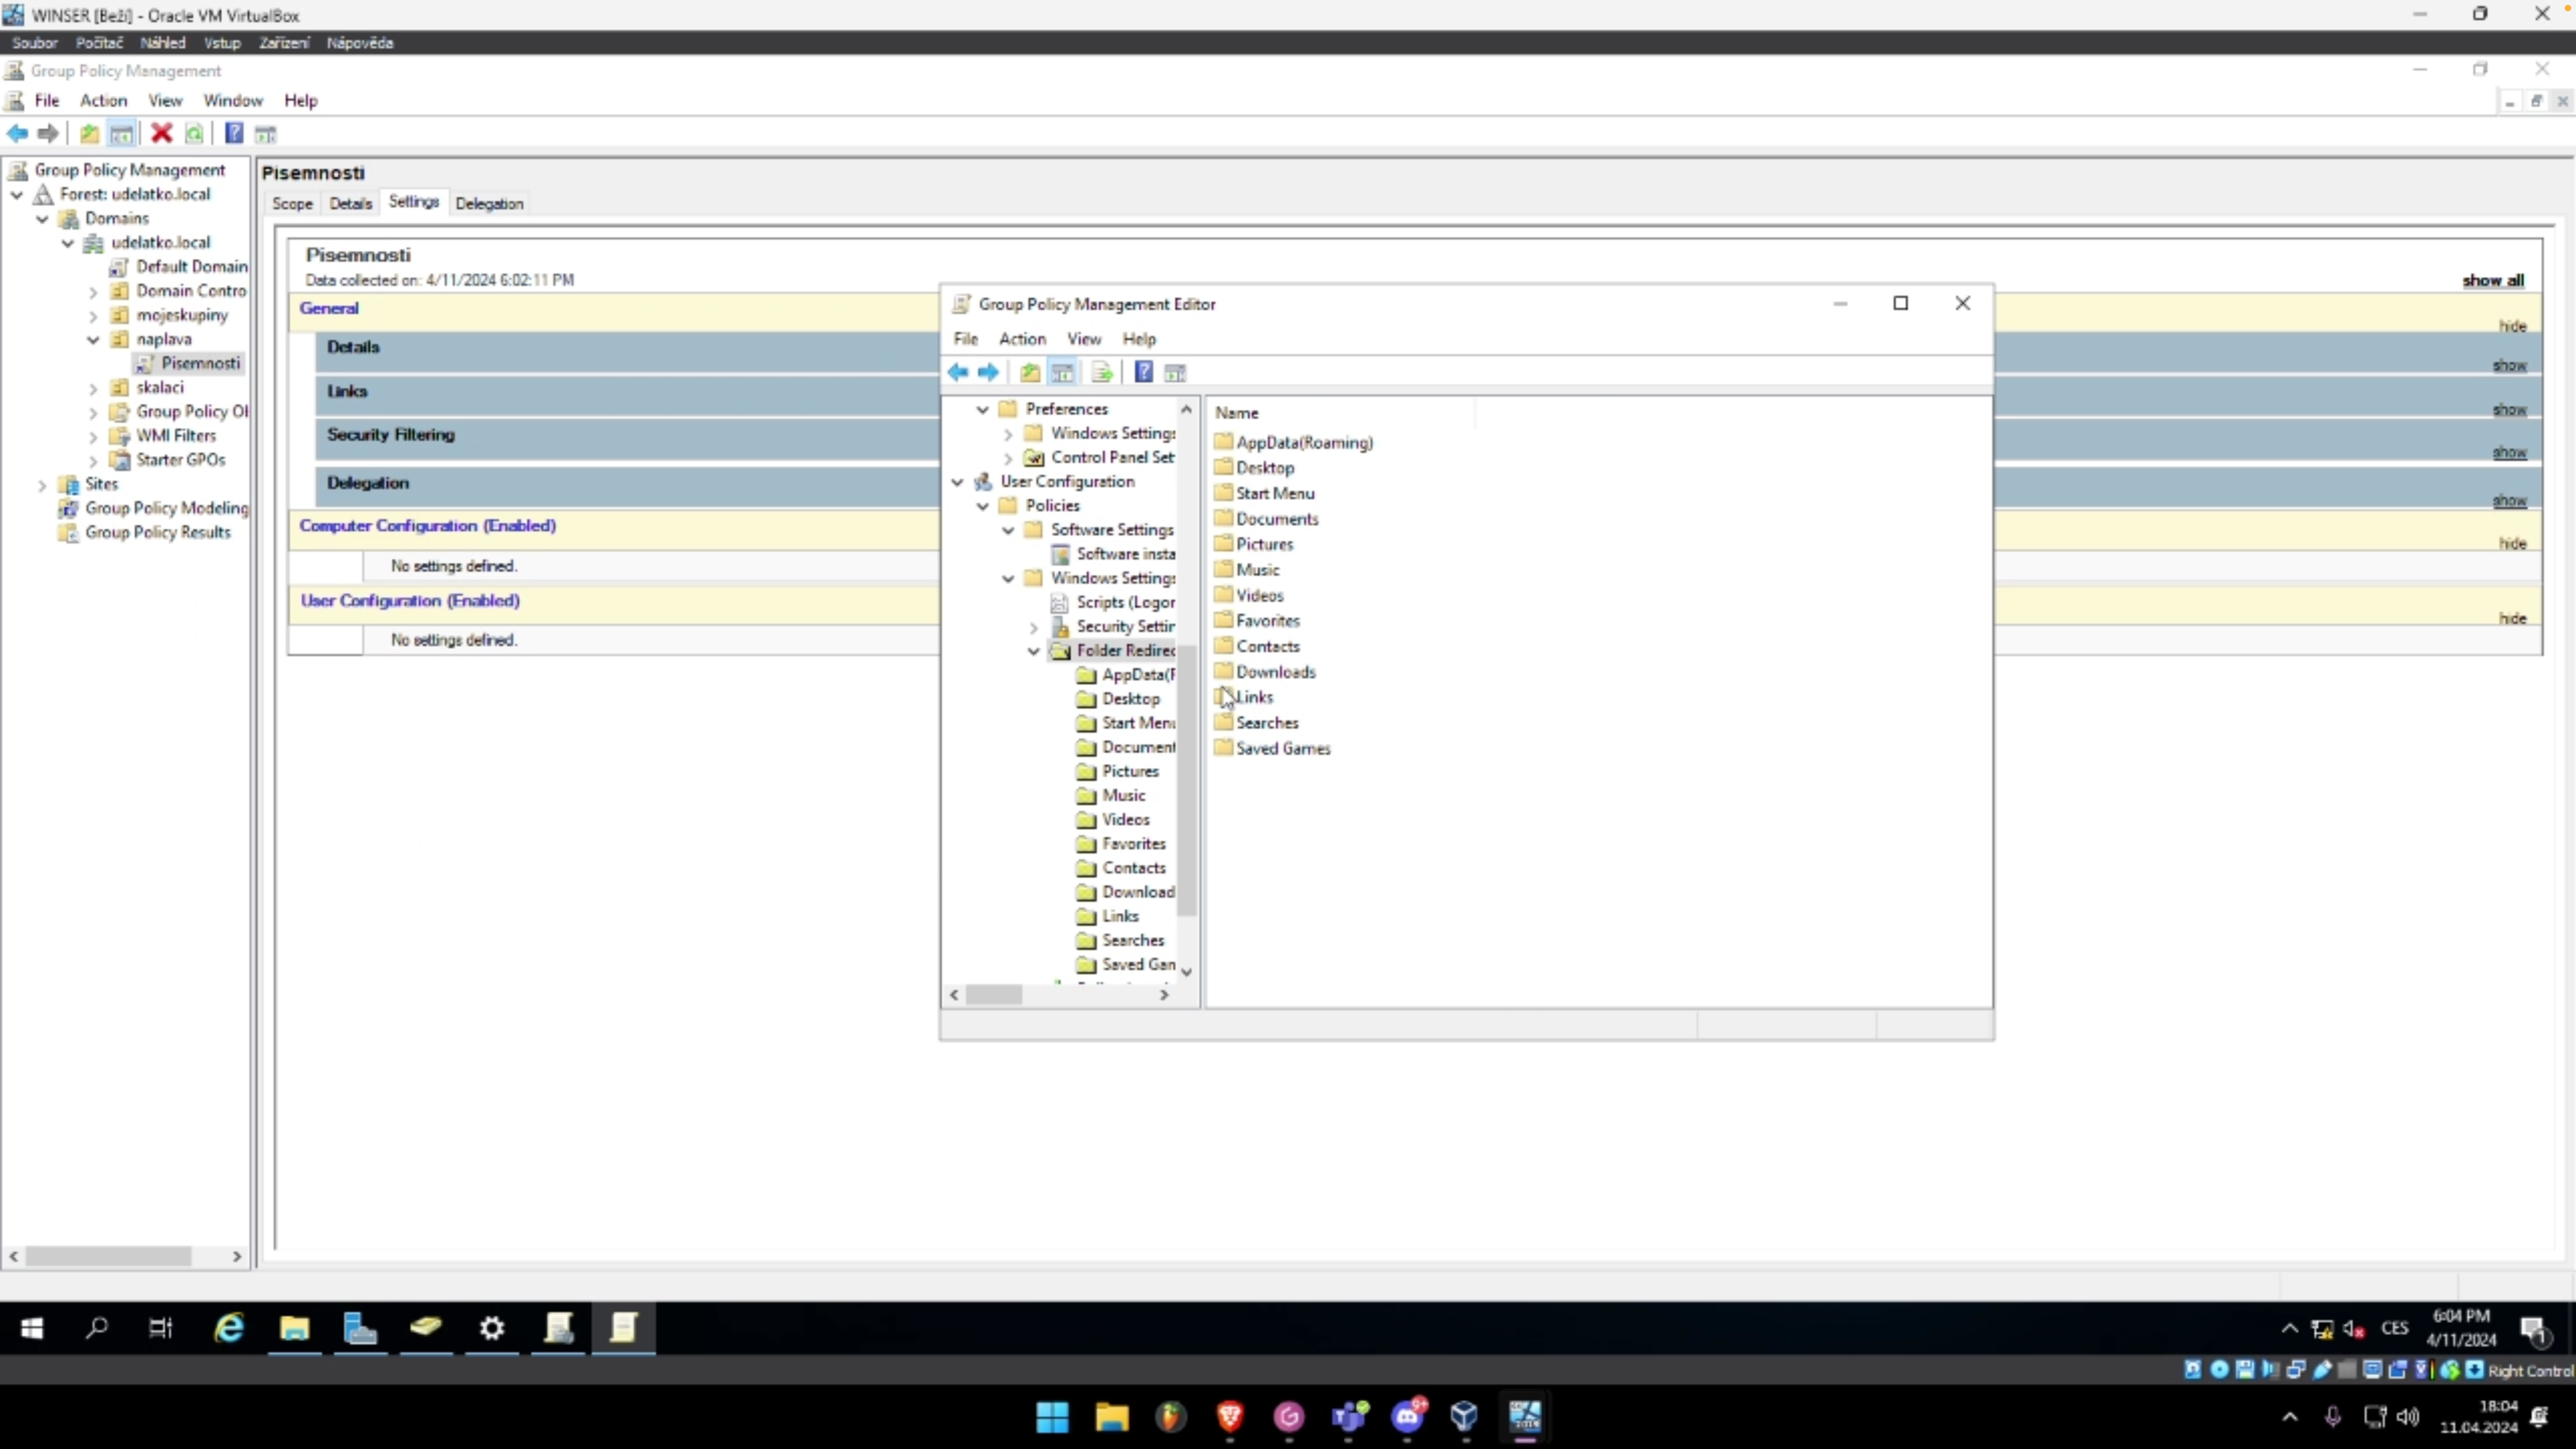 WINSER [Beží] - Oracle VM VirtualBox
Soubor Počítač Náhled Vstup Zařízení Nápověda
Group Policy Management
File Action View Window Help
Group Policy Management
Forest: udelatko.local
Domains
udelatko.local
Default Domain
Domain Contro
mojeskupiny
naplava
Pisemnosti
skalaci
Group Policy Ol
WMI Filters
Starter GPOs
Sites
Group Policy Modeling
Group Policy Results
Pisemnosti
Scope Details Settings Delegation
Pisemnosti
Data collected on: 4/11/2024 6:02:11 PM
show all
General
hide
Details
show
Links
show
Security Filtering
show
Delegation
show
Computer Configuration (Enabled)
hide
No settings defined.
User Configuration (Enabled)
hide
No settings defined.
Group Policy Management Editor
File Action View Help
Preferences
Windows Settings
Control Panel Set
User Configuration
Policies
Software Settings
Software insta
Windows Settings
Scripts (Logon
Security Settin
Folder Redirec
AppData(R
Desktop
Start Menu
Document
Pictures
Music
Videos
Favorites
Contacts
Download
Links
Searches
Saved Gam
Name
AppData(Roaming)
Desktop
Start Menu
Documents
Pictures
Music
Videos
Favorites
Contacts
Downloads
Links
Searches
Saved Games
CES
6:04 PM
4/11/2024
1
Right Control
9+
2019
18:04
11.04.2024